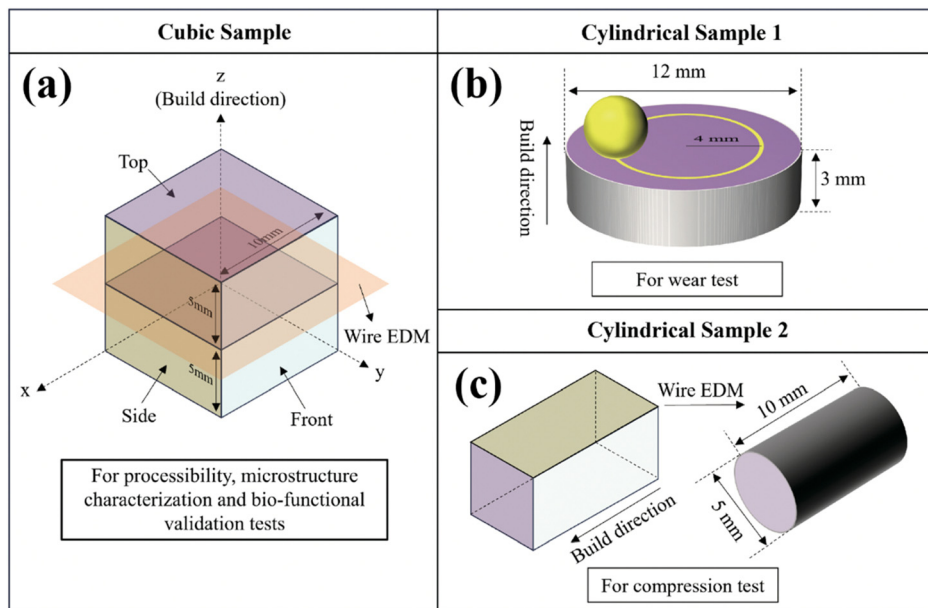 Cubic Sample
(a)
z
(Build direction)
Top
10mm
5mm
5mm
Wire EDM
x
y
Side
Front
For processibility, microstructure
characterization and bio-functional
validation tests
Cylindrical Sample 1
(b)
12 mm
Build direction
4 mm
3 mm
For wear test
Cylindrical Sample 2
(c)
Wire EDM
10 mm
5 mm
Build direction
For compression test